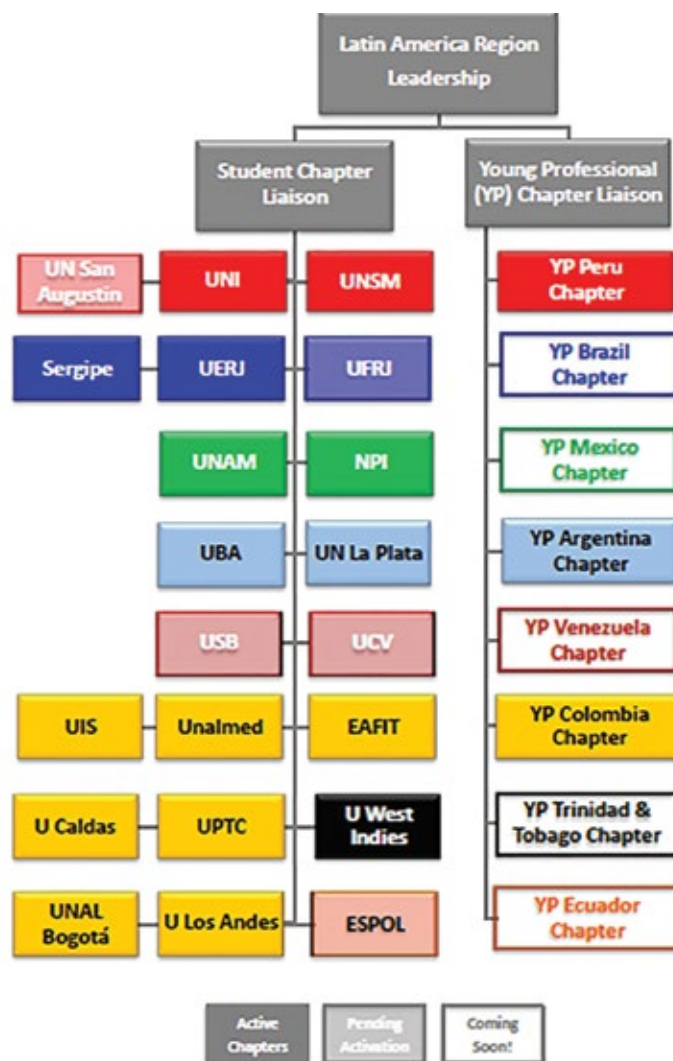 Latin America Region
Leadership
Student Chapter
Liaison
Young Professional
(YP) Chapter Liaison
UN San
Augustin
UNI
UNSM
YP Peru
Chapter
Sergipe
UERJ
UFRJ
YP Brazil
Chapter
UNAM
NPI
YP Mexico
Chapter
UBA
UN La Plata
YP Argentina
Chapter
USB
UCV
YP Venezuela
Chapter
UIS
Unalmed
EAFIT
YP Colombia
Chapter
U Caldas
UPTC
U West
Indies
YP Trinidad &
Tobago Chapter
UNAL
Bogotá
U Los Andes
ESPOL
YP Ecuador
Chapter
Active
Chapters
Pending
Activation
Coming
Soon!